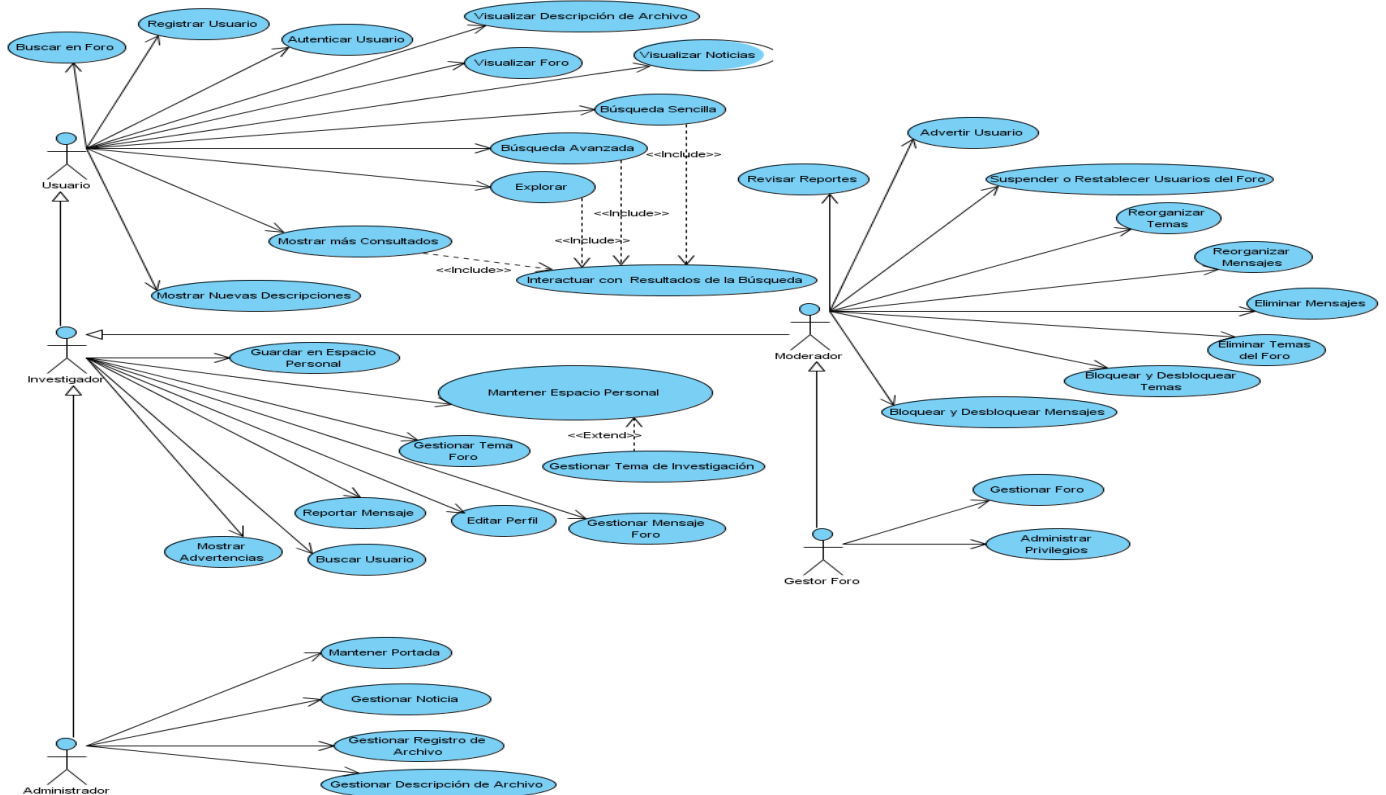 Visualizar Descripción de Archivo
Registrar Usuario
Autenticar Usuario
Buscar en Foro
Visualizar Noticias
Visualizar Foro
Búsqueda Sencilla
Advertir Usuario
Búsqueda Avanzada
<<Include>>
Usuario
Explorar
Revisar Reportes
Suspender o Restablecer Usuarios del Foro
<<Include>>
Reorganizar
Temas
Mostrar más Consultados
<<Include>>
Reorganizar
Mensajes
<<Include>>
Interactuar con Resultados de la Búsqueda
Mostrar Nuevas Descripciones
Eliminar Mensajes
Moderador
Eliminar Temas
del Foro
Guardar en Espacio
Personal
Investigador
Bloquear y Desbloquear
Temas
Mantener Espacio Personal
Bloquear y Desbloquear Mensajes
<<Extend>>
Gestionar Tema
Foro
Gestionar Tema de Investigación
Gestionar Foro
Reportar Mensaje
Editar Perfil
Gestionar Mensaje
Foro
Administrar
Privilegios
Mostrar
Advertencias
Buscar Usuario
Gestor Foro
Mantener Portada
Gestionar Noticia
Gestionar Registro de
Archivo
Gestionar Descripción de Archivo
Administrador